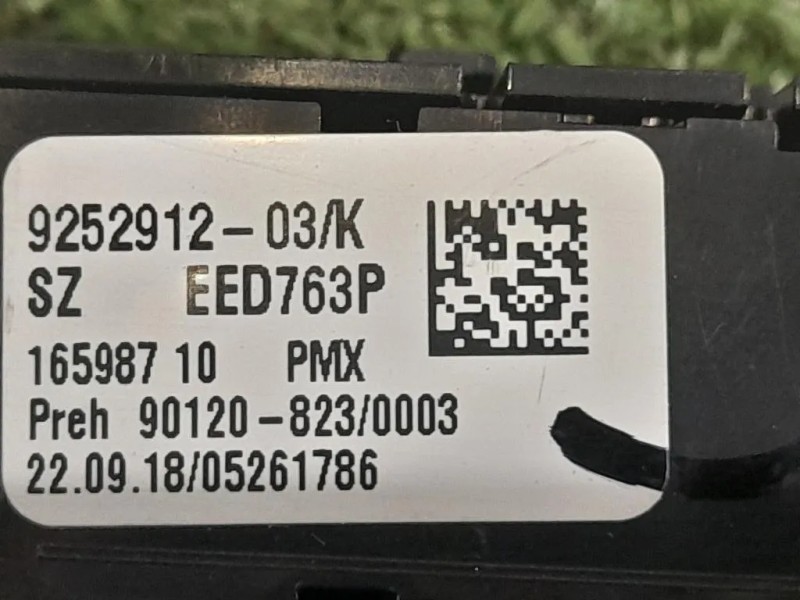 9252912-03/K
SZ EED763P
165987 10 PMX
Preh 90120-823/0003
22.09.18/05261786